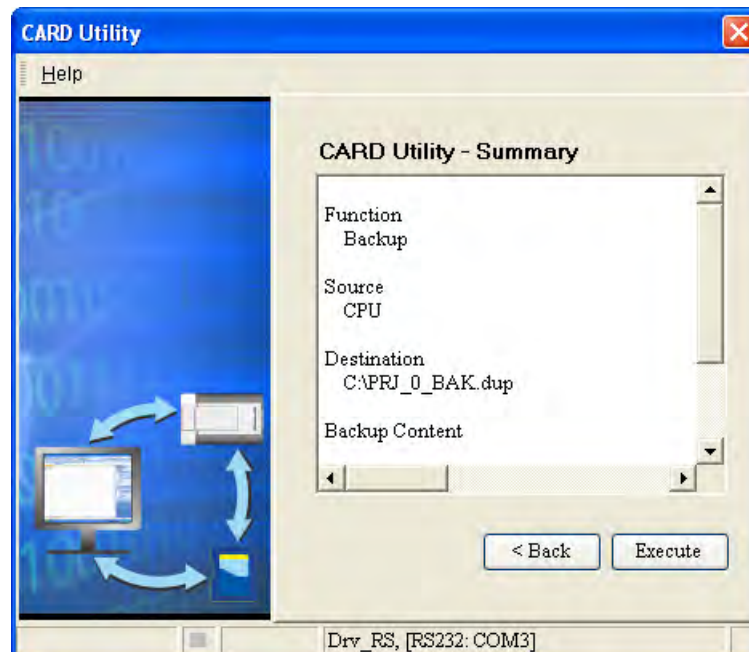 CARD Utility
Help
CARD Utility - Summary
Function
Backup
Source
CPU
Destination
C:\PRJ_0_BAK.dup
Backup Content
< Back
Execute
Drv_RS, [RS232: COM3]